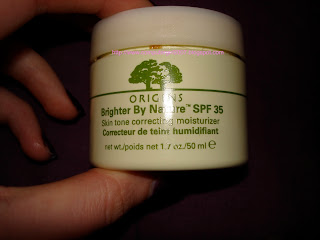 ORIGINS
Brighter By Nature™ SPF 35
Skin tone correcting moisturizer
Correcteur de teint humidifiant
net wt./poids net 1.7 oz./50 ml ℮